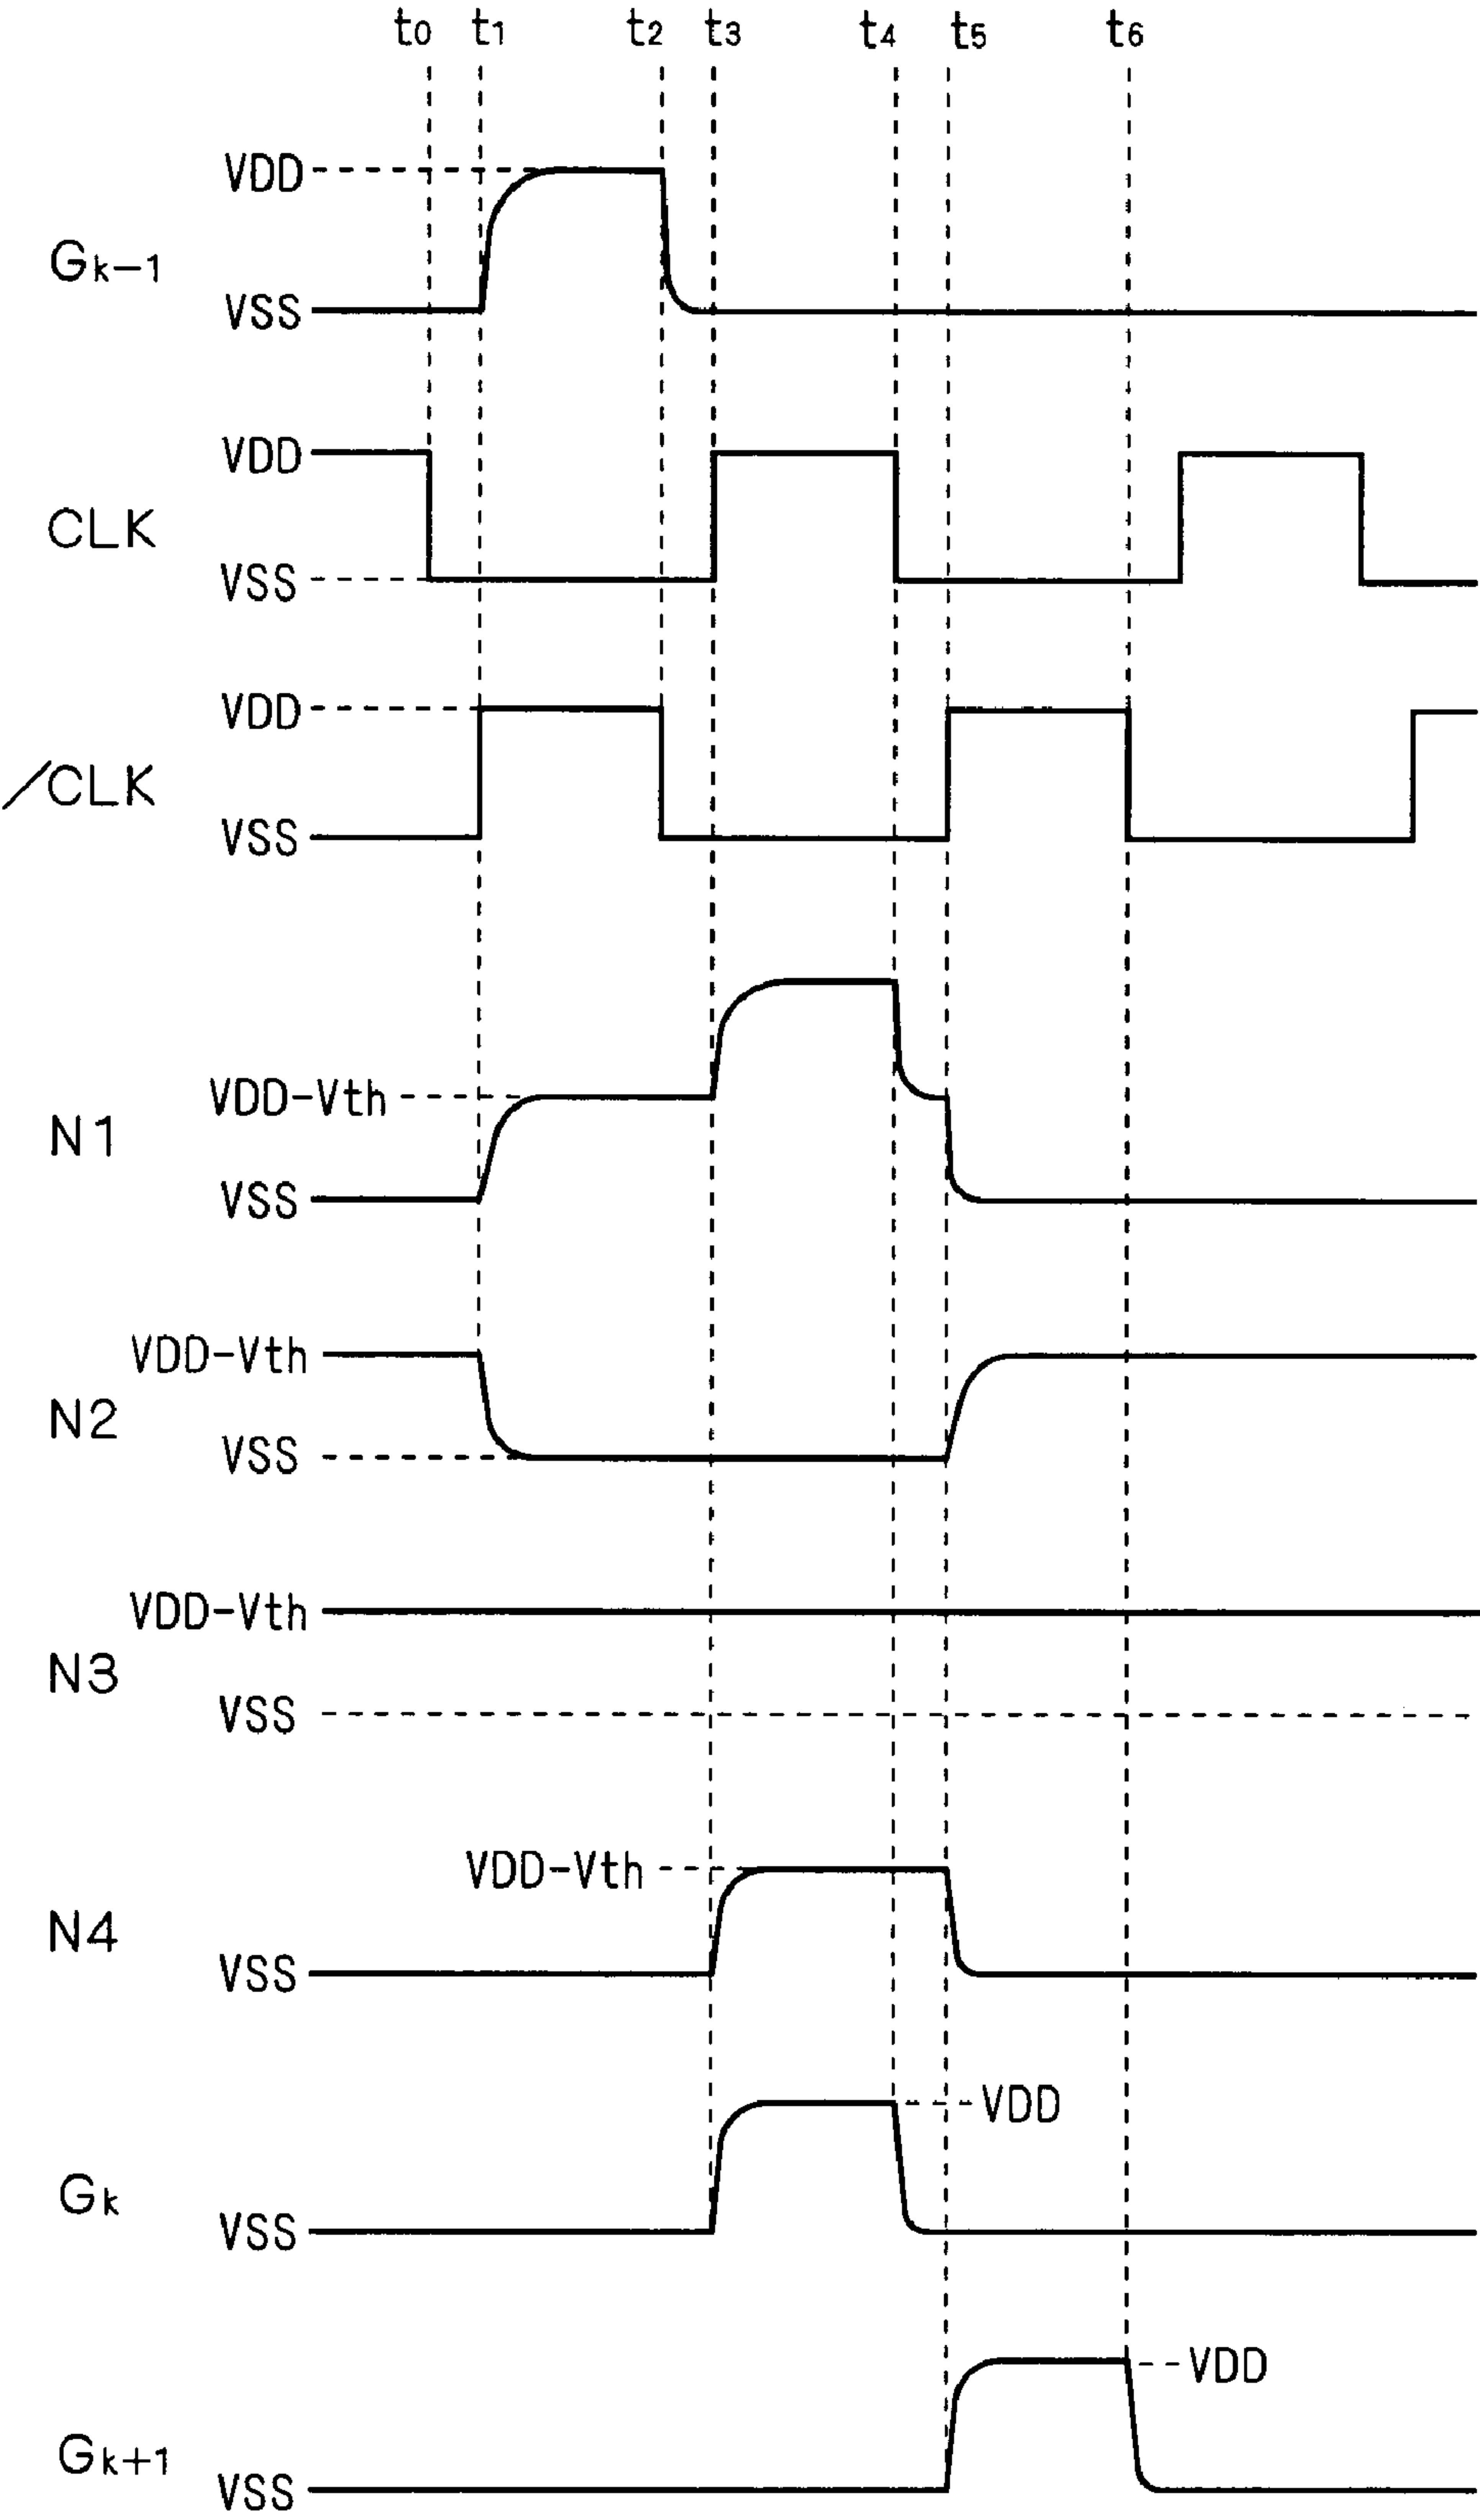 t0 t1 t2 t3 t4 t5 t6
VDD
Gk-1
VSS
VDD
CLK
VSS
VDD
/CLK
VSS
VDD-Vth
N1
VSS
VDD-Vth
N2
VSS
VDD-Vth
N3
VSS
VDD-Vth
N4
VSS
VDD
Gk
VSS
VDD
Gk+1
VSS